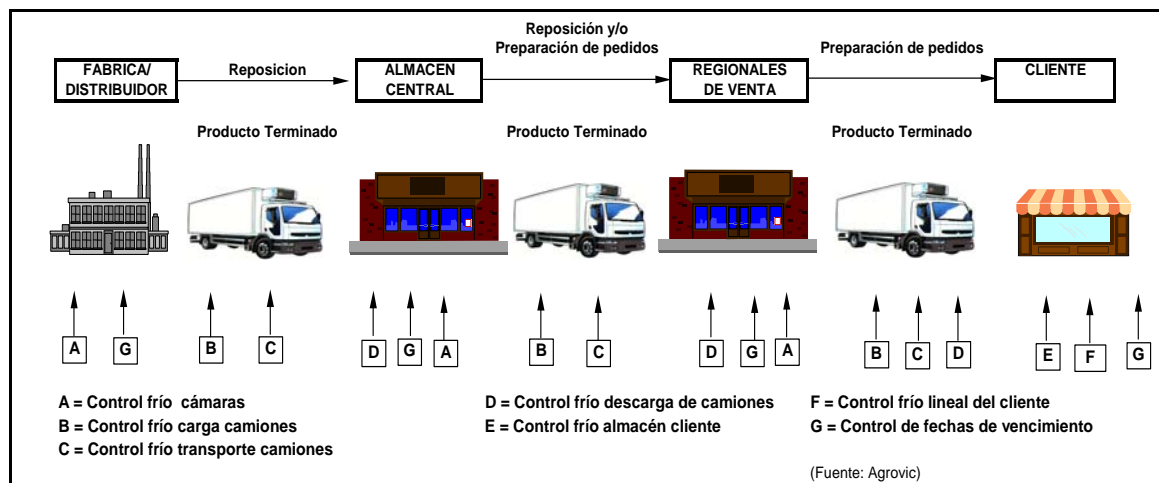 Reposición y/o
Preparación de pedidos
Preparación de pedidos
FABRICA/
DISTRIBUIDOR
Reposicion
ALMACEN
CENTRAL
REGIONALES
DE VENTA
CLIENTE
Producto Terminado
Producto Terminado
Producto Terminado
A G B C D G A B C D G A B C D E F G
A = Control frío cámaras
B = Control frío carga camiones
C = Control frío transporte camiones
D = Control frío descarga de camiones
E = Control frío almacén cliente
F = Control frío lineal del cliente
G = Control de fechas de vencimiento
(Fuente: Agrovic)